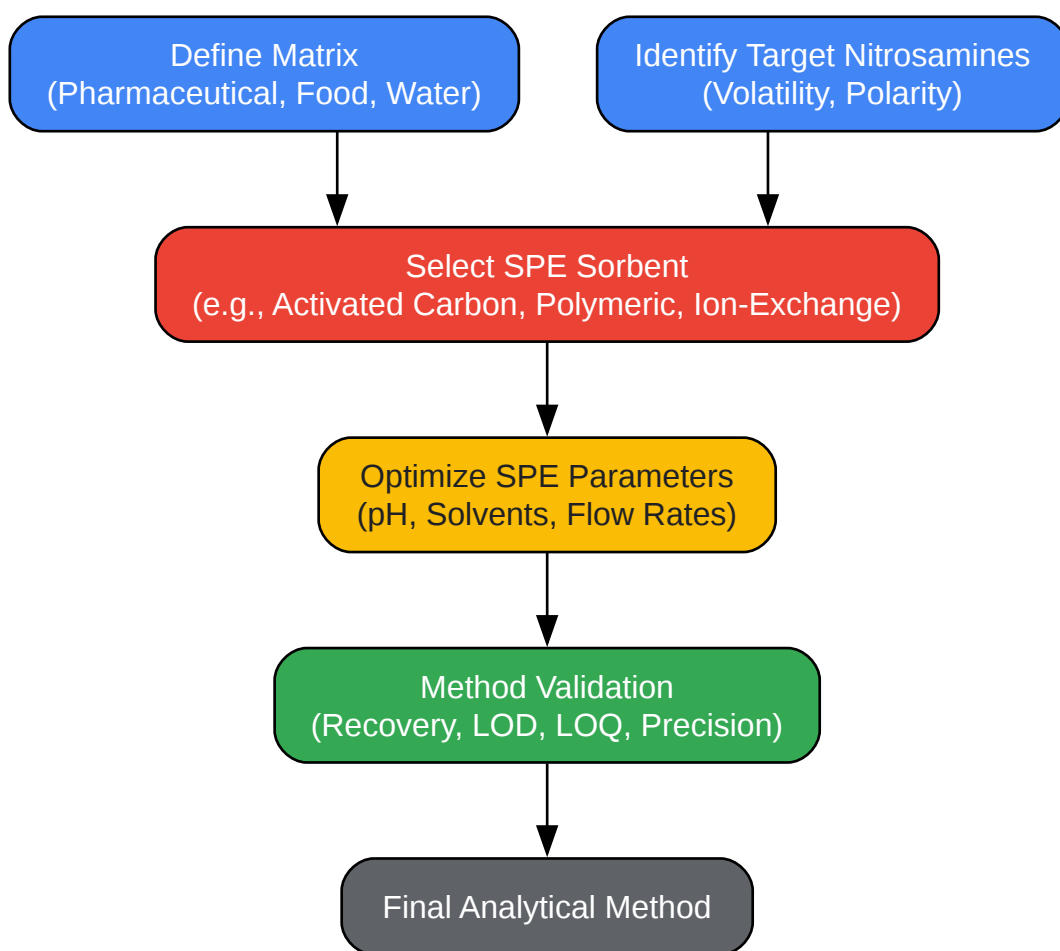 Define Matrix
(Pharmaceutical, Food, Water)
Identify Target Nitrosamines
(Volatility, Polarity)
Select SPE Sorbent
(e.g., Activated Carbon, Polymeric, Ion-Exchange)
Optimize SPE Parameters
(pH, Solvents, Flow Rates)
Method Validation
(Recovery, LOD, LOQ, Precision)
Final Analytical Method